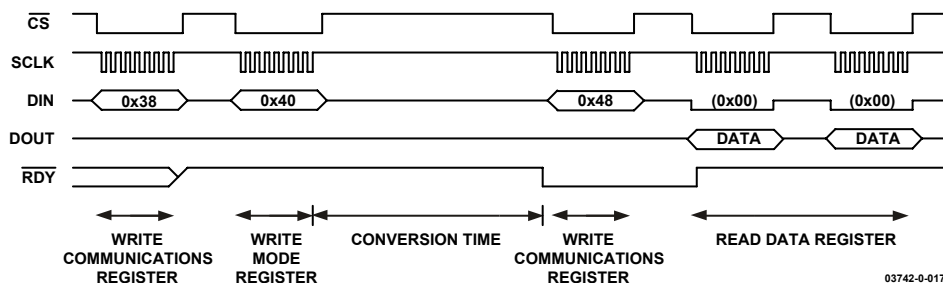 CS
SCLK
DIN 0x38 0x40 0x48 (0x00) (0x00)
DOUT DATA DATA
RDY
WRITE
COMMUNICATIONS
REGISTER
WRITE
MODE
REGISTER
CONVERSION TIME
WRITE
COMMUNICATIONS
REGISTER
READ DATA REGISTER
03742-0-017